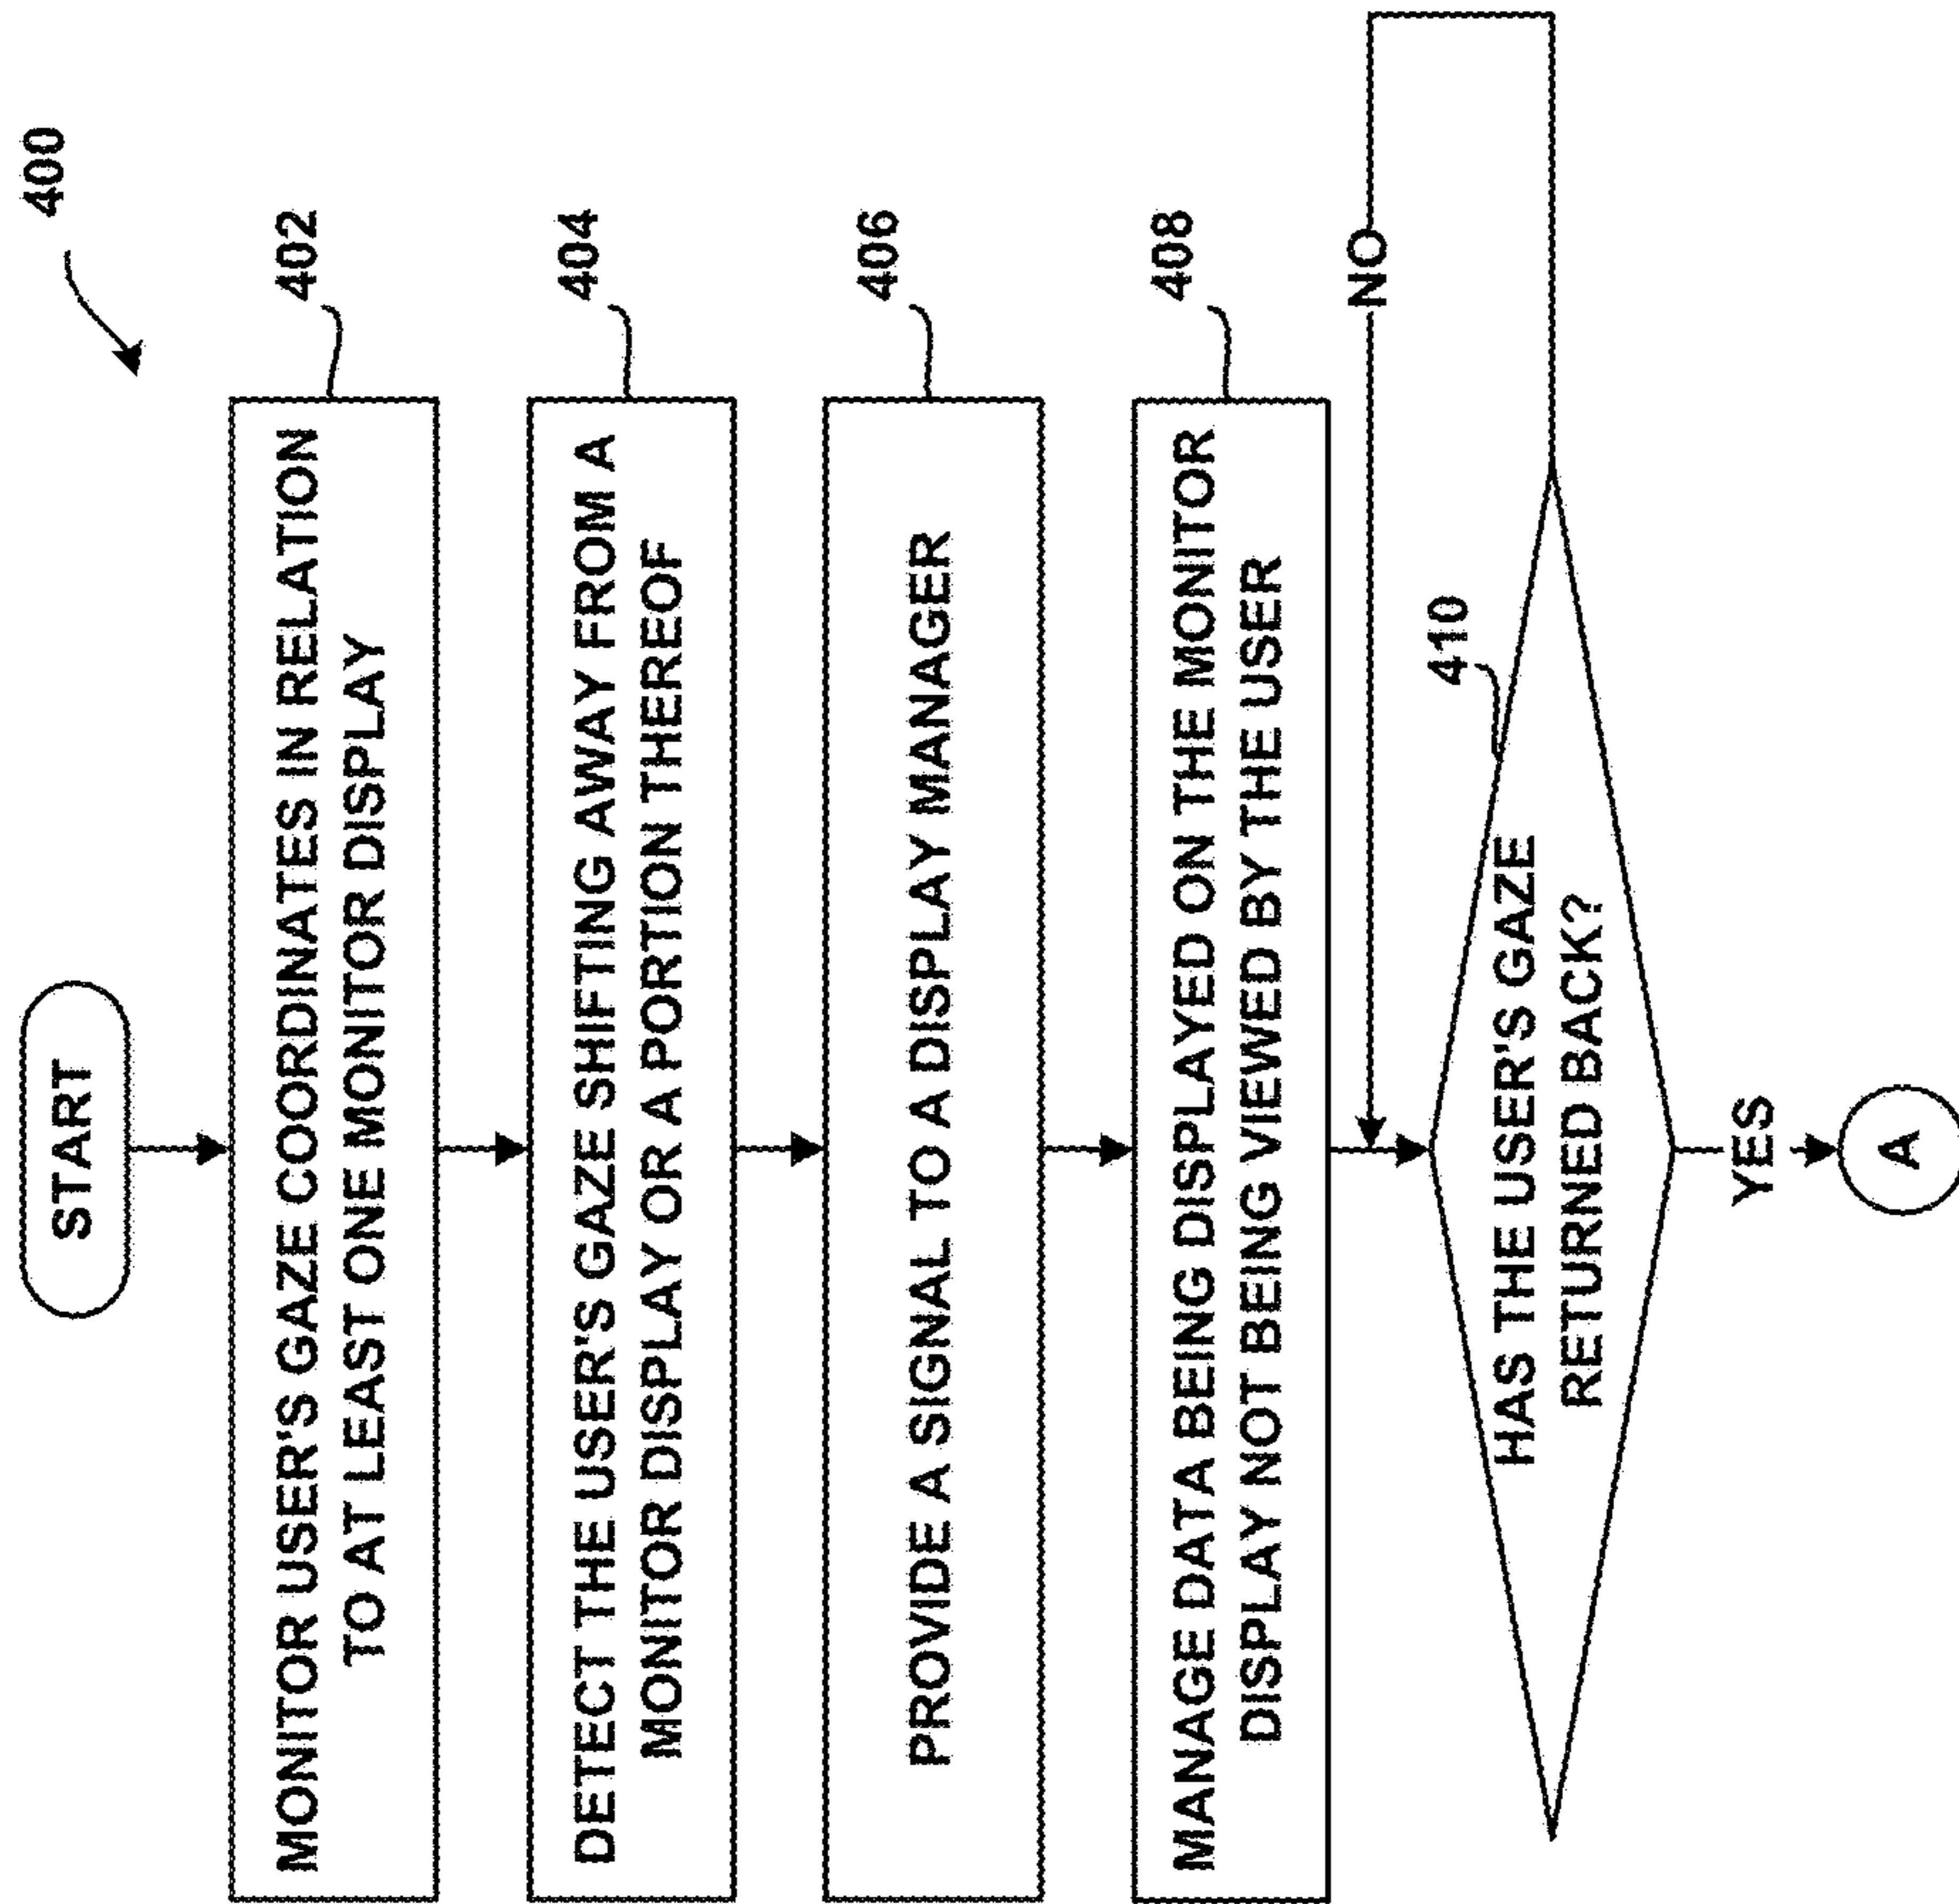 400
START
MONITOR USER'S GAZE COORDINATES IN RELATION
TO AT LEAST ONE MONITOR DISPLAY
402
DETECT THE USER'S GAZE SHIFTING AWAY FROM A
MONITOR DISPLAY OR A PORTION THEREOF
404
PROVIDE A SIGNAL TO A DISPLAY MANAGER
406
MANAGE DATA BEING DISPLAYED ON THE MONITOR
DISPLAY NOT BEING VIEWED BY THE USER
408
NO
410
HAS THE USER'S GAZE
RETURNED BACK?
YES
A